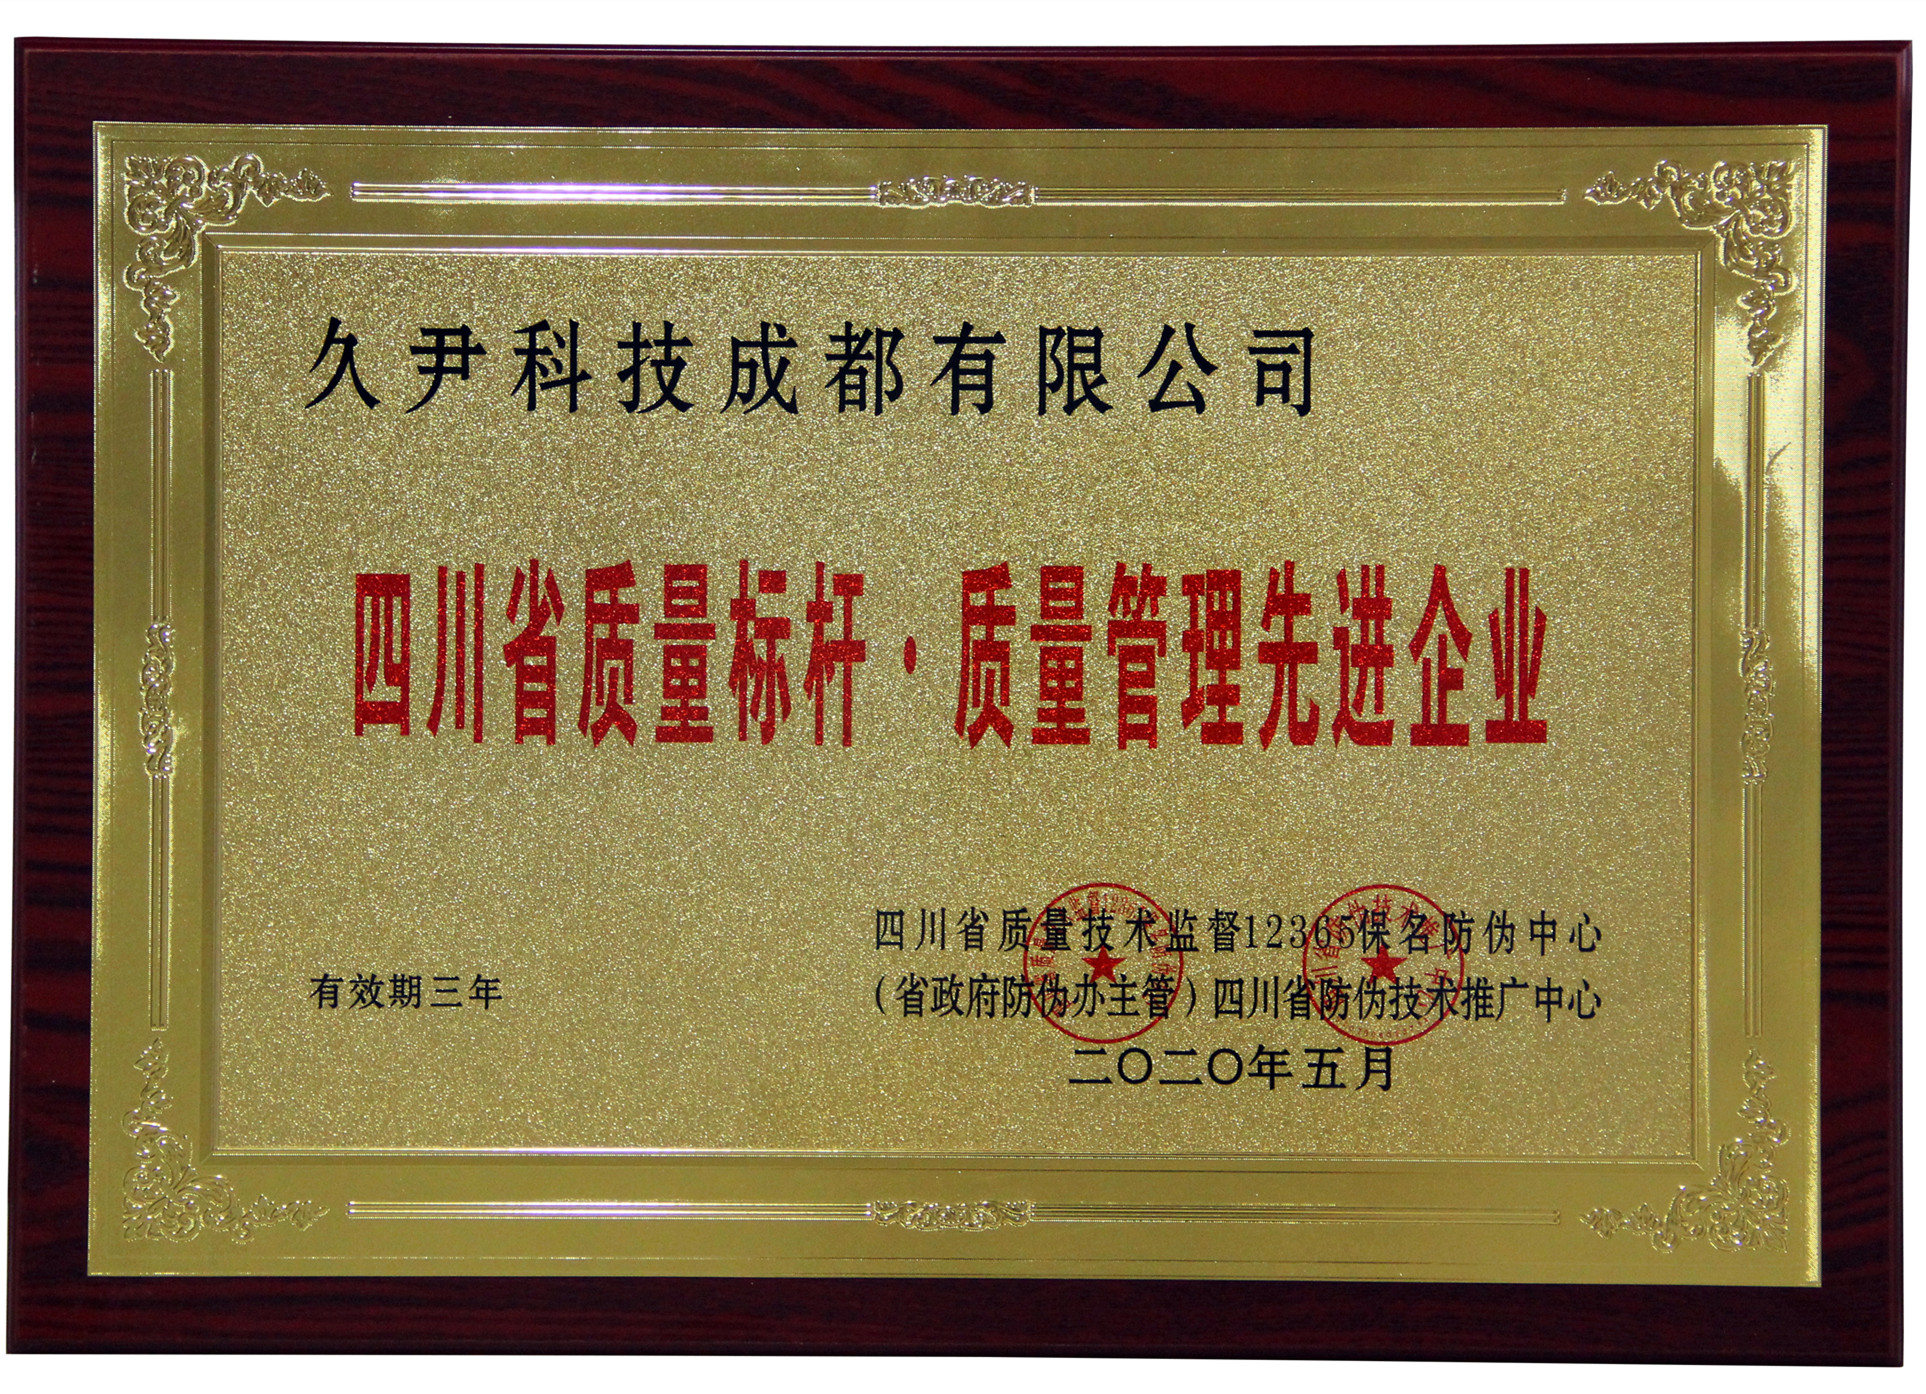 久尹科技成都有限公司
四川省质量标杆·质量管理先进企业
四川省质量技术监督12365保名防伪中心
有效期三年
(省政府防伪办主管)四川省防伪技术推广中心
二〇二〇年五月